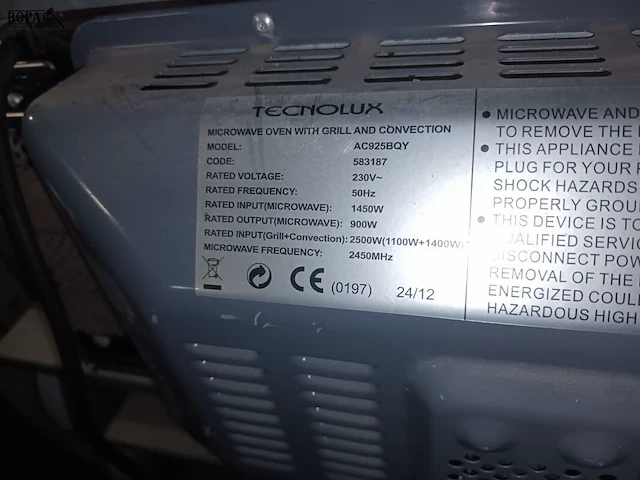 BOPA
TECNOLUX
MICROWAVE OVEN WITH GRILL AND CONVECTION
MODEL: AC925BQY
CODE: 583187
RATED VOLTAGE: 230V~
RATED FREQUENCY: 50Hz
RATED INPUT(MICROWAVE): 1450W
RATED OUTPUT(MICROWAVE): 900W
RATED INPUT(Grill+Convection): 2500W(1100W+1400W)
MICROWAVE FREQUENCY: 2450MHz
CE (0197) 24/12
• MICROWAVE AND
TO REMOVE THE
• THIS APPLIANCE
PLUG FOR YOUR
SHOCK HAZARDS
PROPERLY GROU
• THIS DEVICE IS TO
QUALIFIED SERVIC
DISCONNECT POW
REMOVAL OF THE
ENERGIZED COUL
HAZARDOUS HIGH